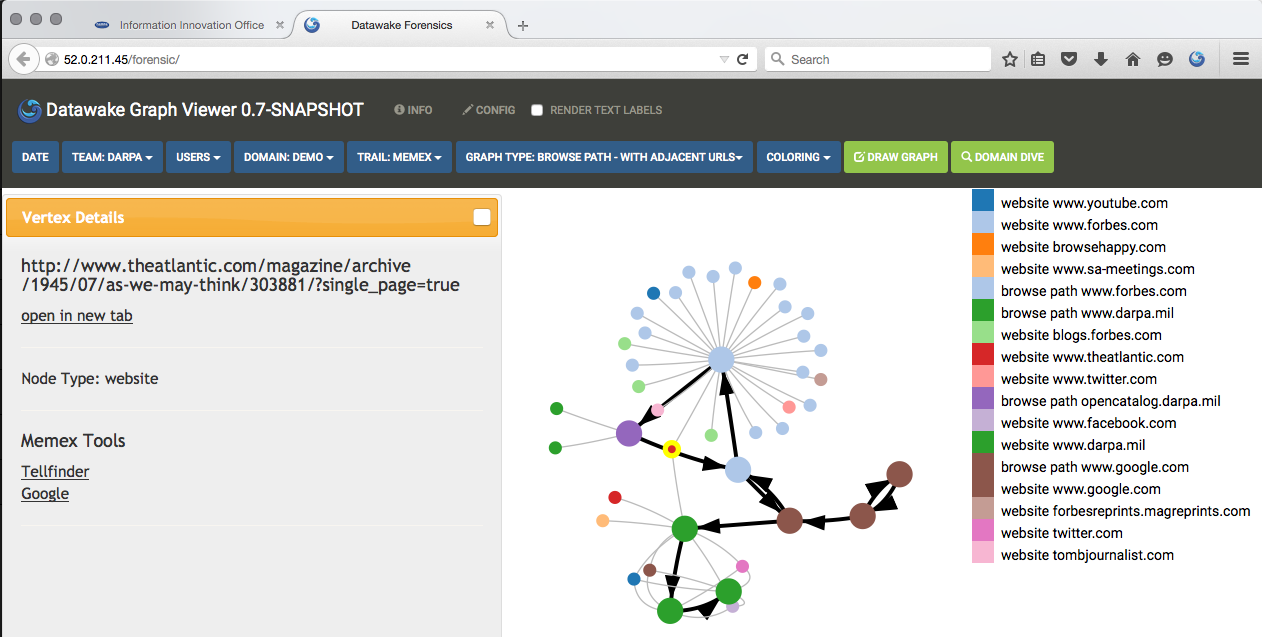 Information Innovation Office
Datawake Forensics
52.0.211.45/forensic/
Search
Datawake Graph Viewer 0.7-SNAPSHOT
INFO
CONFIG
RENDER TEXT LABELS
DATE
TEAM: DARPA
USERS
DOMAIN: DEMO
TRAIL: MEMEX
GRAPH TYPE: BROWSE PATH - WITH ADJACENT URLS
COLORING
DRAW GRAPH
DOMAIN DIVE
Vertex Details
http://www.theatlantic.com/magazine/archive
/1945/07/as-we-may-think/303881/?single_page=true
open in new tab
Node Type: website
Memex Tools
Tellfinder
Google
website www.youtube.com
website www.forbes.com
website browsehappy.com
website www.sa-meetings.com
browse path www.forbes.com
browse path www.darpa.mil
website blogs.forbes.com
website www.theatlantic.com
website www.twitter.com
browse path opencatalog.darpa.mil
website www.facebook.com
website www.darpa.mil
browse path www.google.com
website www.google.com
website forbesreprints.magreprints.com
website twitter.com
website tombjournalist.com